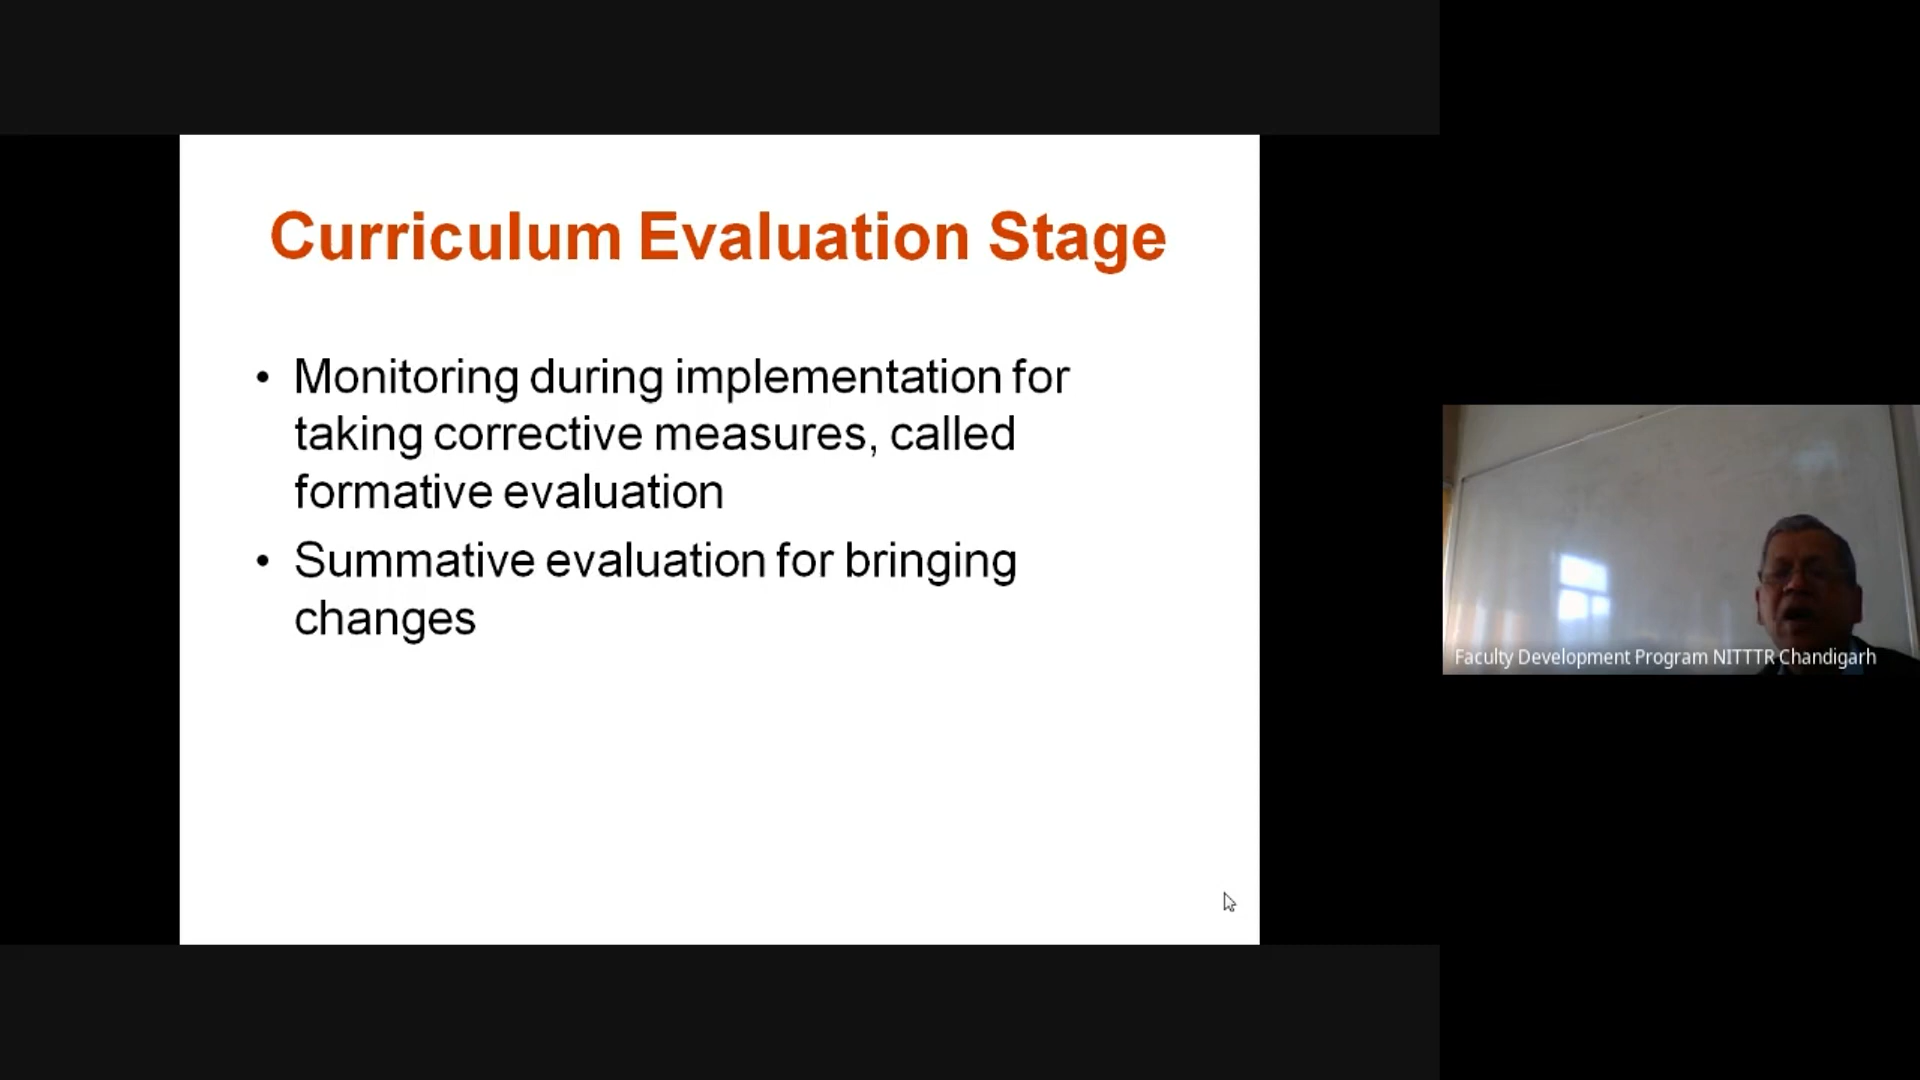 Curriculum Evaluation Stage
• Monitoring during implementation for
taking corrective measures, called
formative evaluation
• Summative evaluation for bringing
changes
Faculty Development Program NITTTR Chandigarh